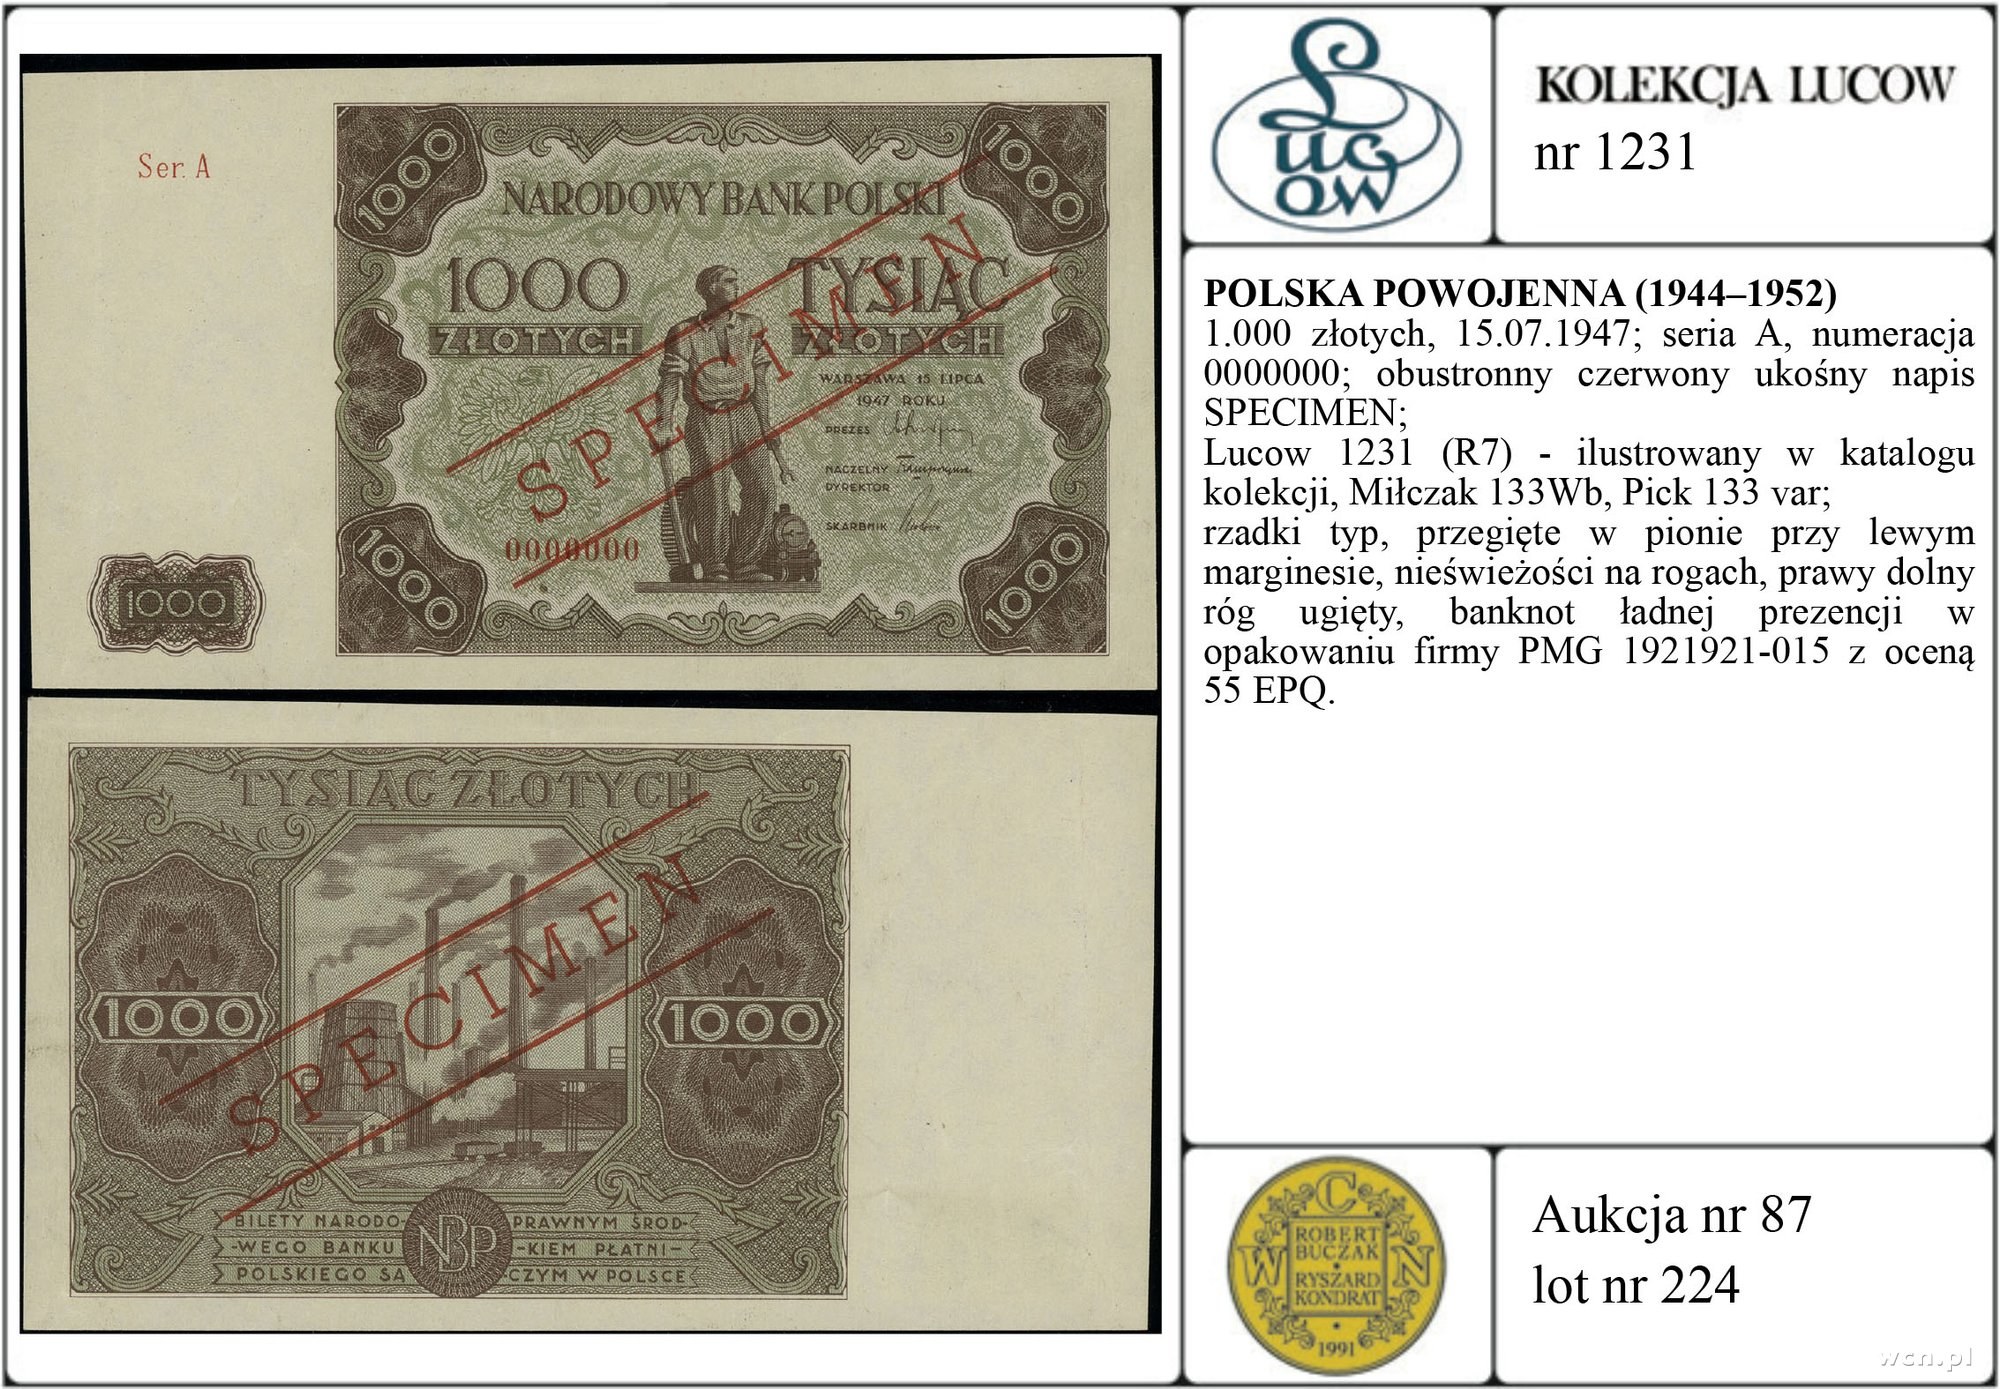 Ser. A
1000
1000
NARODOWY BANK POLSKI
1000
ZŁOTYCH
TYSIĄC
ZŁOTYCH
WARSZAWA 15 LIPCA
1947 ROKU
PREZES
NACZELNY
DYREKTOR
SKARBNIK
SPECIMEN
0000000
1000
1000
1000
TYSIĄC ZŁOTYCH
1000
1000
SPECIMEN
BILETY NARODO-
-WEGO BANKU
POLSKIEGO SĄ
NBP
PRAWNYM ŚROD-
-KIEM PŁATNI-
-CZYM W POLSCE
Lucow
KOLEKCJA LUCOW
nr 1231
POLSKA POWOJENNA (1944–1952)
1.000 złotych, 15.07.1947; seria A, numeracja
0000000; obustronny czerwony ukośny napis
SPECIMEN;
Lucow 1231 (R7) - ilustrowany w katalogu
kolekcji, Miłczak 133Wb, Pick 133 var;
rzadki typ, przegięte w pionie przy lewym
marginesie, nieświeżości na rogach, prawy dolny
róg ugięty, banknot ładnej prezencji w
opakowaniu firmy PMG 1921921-015 z oceną
55 EPQ.
W C N
ROBERT
BUCZAK
RYSZARD
KONDRAT
1991
Aukcja nr 87
lot nr 224
wcn.pl